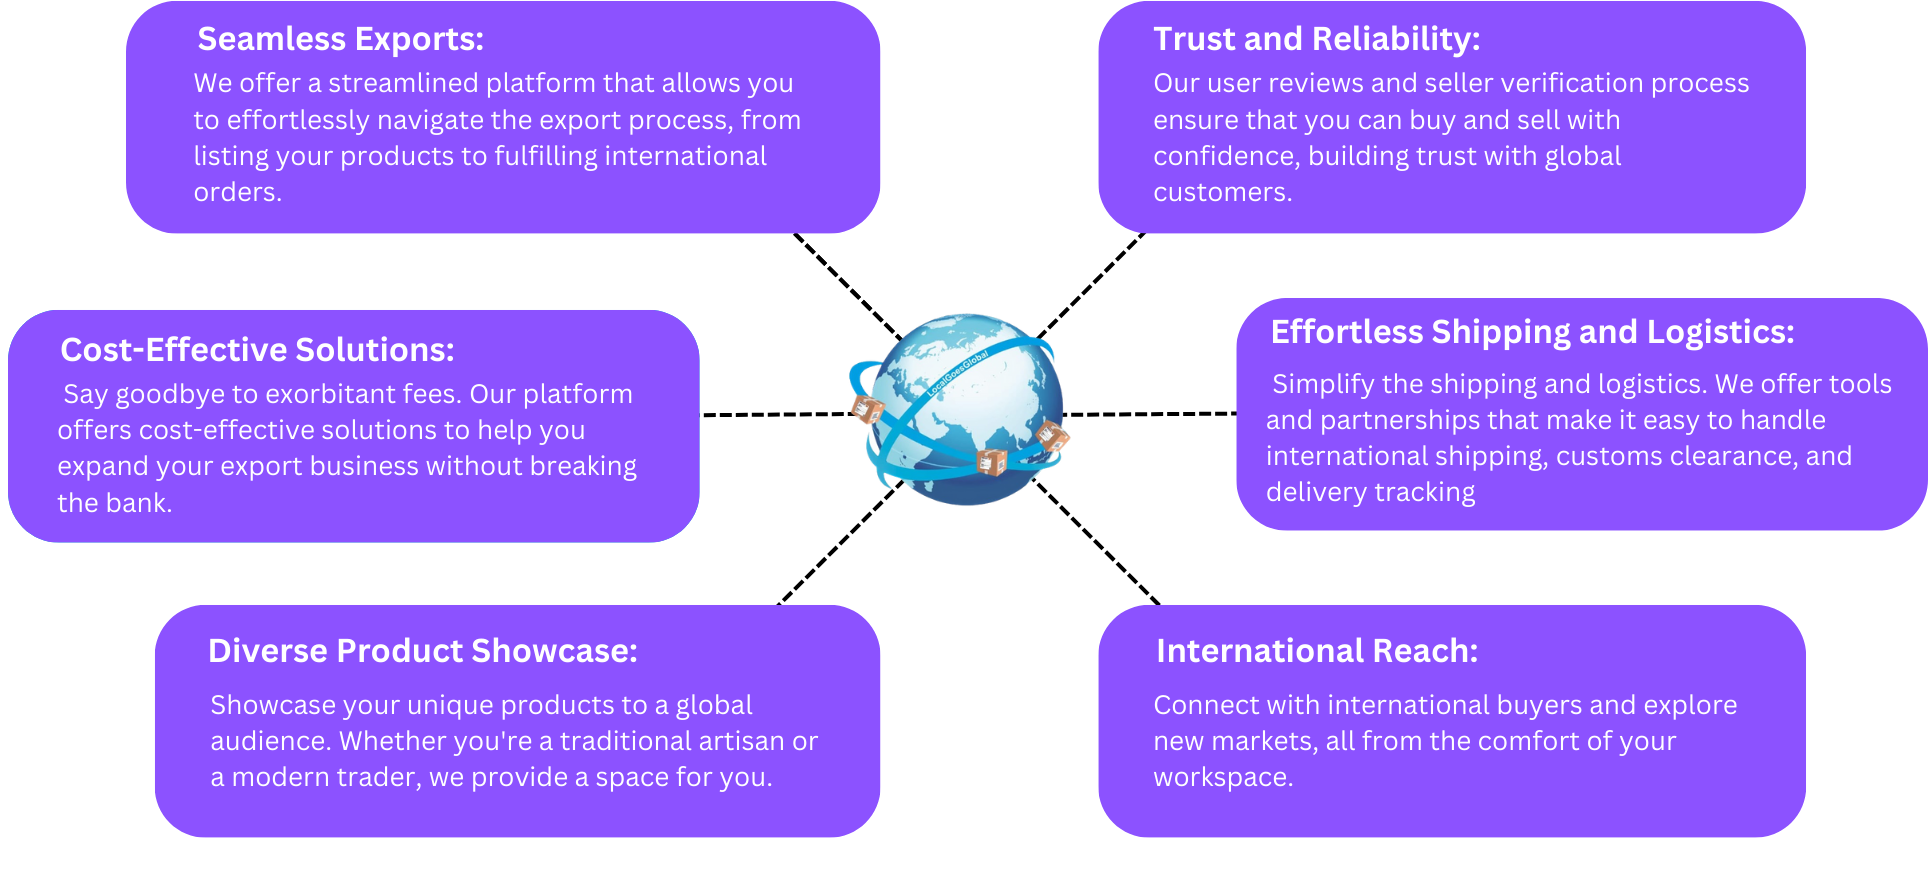 Seamless Exports:
We offer a streamlined platform that allows you
to effortlessly navigate the export process, from
listing your products to fulfilling international
orders.
Trust and Reliability:
Our user reviews and seller verification process
ensure that you can buy and sell with
confidence, building trust with global
customers.
Cost-Effective Solutions:
Say goodbye to exorbitant fees. Our platform
offers cost-effective solutions to help you
expand your export business without breaking
the bank.
LocalGoesGlobal
Effortless Shipping and Logistics:
Simplify the shipping and logistics. We offer tools
and partnerships that make it easy to handle
international shipping, customs clearance, and
delivery tracking
Diverse Product Showcase:
Showcase your unique products to a global
audience. Whether you're a traditional artisan or
a modern trader, we provide a space for you.
International Reach:
Connect with international buyers and explore
new markets, all from the comfort of your
workspace.